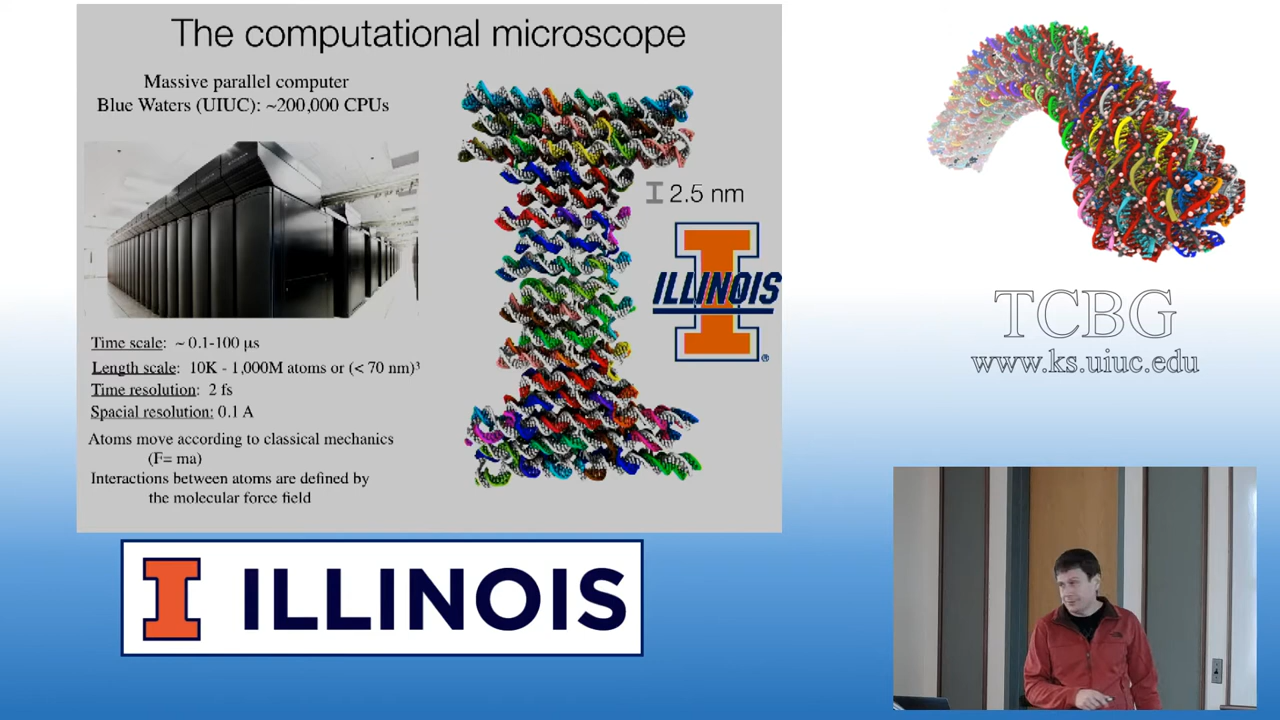 The computational microscope
Massive parallel computer
Blue Waters (UIUC): ~200,000 CPUs
2.5 nm
ILLINOIS
®
Time scale: ~ 0.1-100 μs
Length scale: 10K - 1,000M atoms or (< 70 nm)³
Time resolution: 2 fs
Spacial resolution: 0.1 A
Atoms move according to classical mechanics
(F= ma)
Interactions between atoms are defined by
the molecular force field
I ILLINOIS
TCBG
www.ks.uiuc.edu